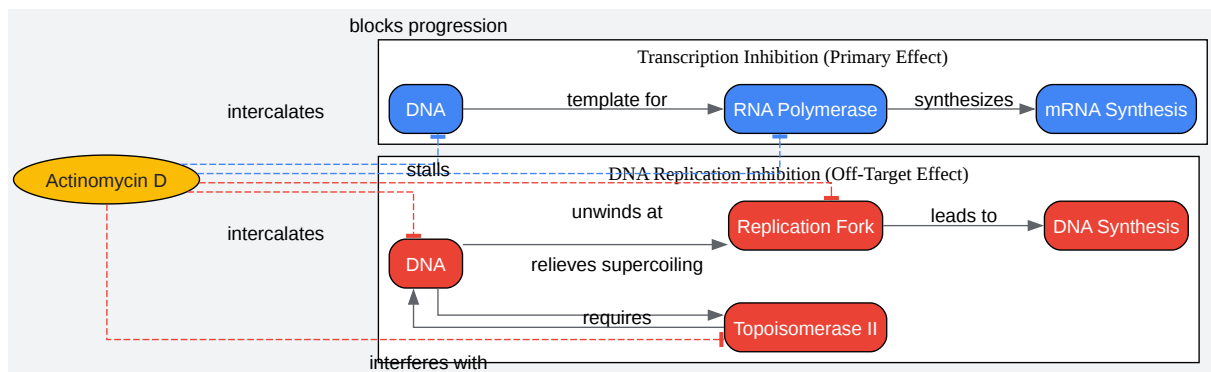 blocks progression
Transcription Inhibition (Primary Effect)
intercalates
DNA
template for
RNA Polymerase
synthesizes
mRNA Synthesis
Actinomycin D
stalls
DNA Replication Inhibition (Off-Target Effect)
intercalates
unwinds at
Replication Fork
leads to
DNA Synthesis
DNA
relieves supercoiling
requires
Topoisomerase II
interferes with